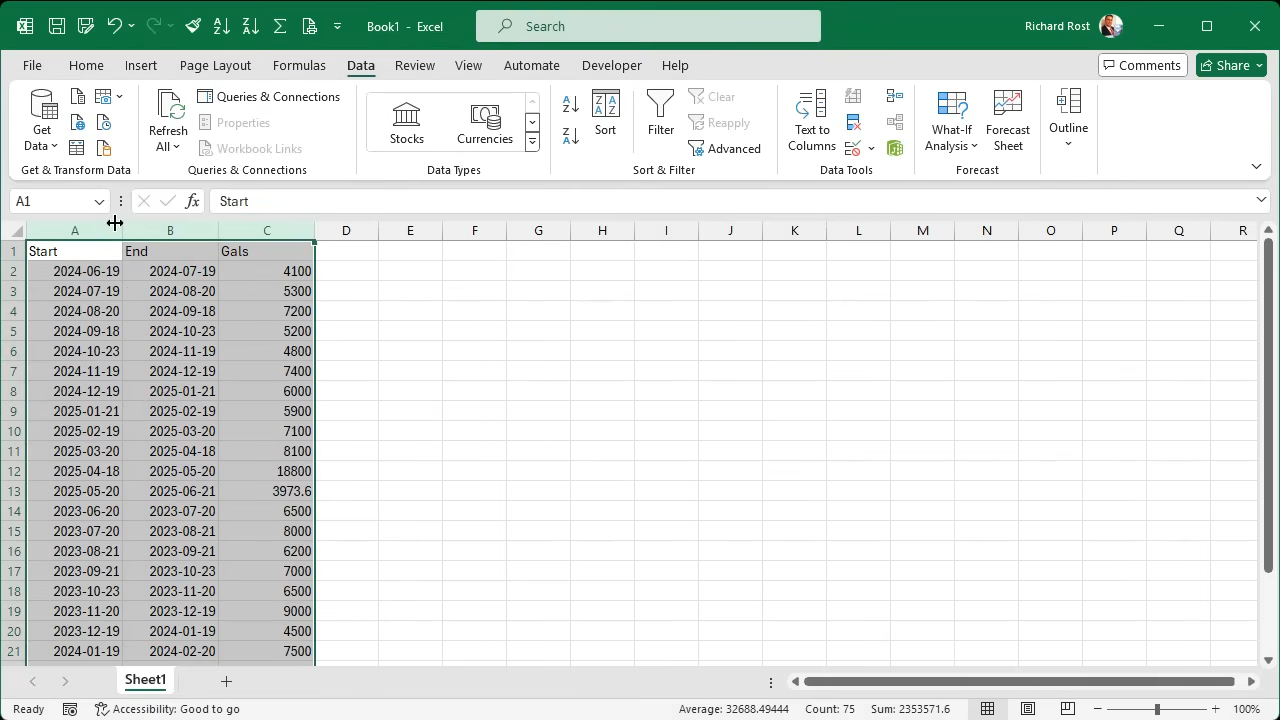 Book1 - Excel
Search
Richard Rost
File Home Insert Page Layout Formulas Data Review View Automate Developer Help
Comments
Share
Get Data
Get & Transform Data
Refresh All
Queries & Connections
Properties
Workbook Links
Queries & Connections
Stocks
Currencies
Data Types
A Z
Z A
Z A A Z
Sort
Filter
Clear
Reapply
Advanced
Sort & Filter
Text to Columns
Data Tools
What-If Analysis
Forecast Sheet
Forecast
Outline
A1
fx
Start
A B C D E F G H I J K L M N O P Q R
1 Start End Gals
2 2024-06-19 2024-07-19 4100
3 2024-07-19 2024-08-20 5300
4 2024-08-20 2024-09-18 7200
5 2024-09-18 2024-10-23 5200
6 2024-10-23 2024-11-19 4800
7 2024-11-19 2024-12-19 7400
8 2024-12-19 2025-01-21 6000
9 2025-01-21 2025-02-19 5900
10 2025-02-19 2025-03-20 7100
11 2025-03-20 2025-04-18 8100
12 2025-04-18 2025-05-20 18800
13 2025-05-20 2025-06-21 3973.6
14 2023-06-20 2023-07-20 6500
15 2023-07-20 2023-08-21 8000
16 2023-08-21 2023-09-21 6200
17 2023-09-21 2023-10-23 7000
18 2023-10-23 2023-11-20 6500
19 2023-11-20 2023-12-19 9000
20 2023-12-19 2024-01-19 4500
21 2024-01-19 2024-02-20 7500
Sheet1
Ready
Accessibility: Good to go
Average: 32688.49444 Count: 75 Sum: 2353571.6
100%